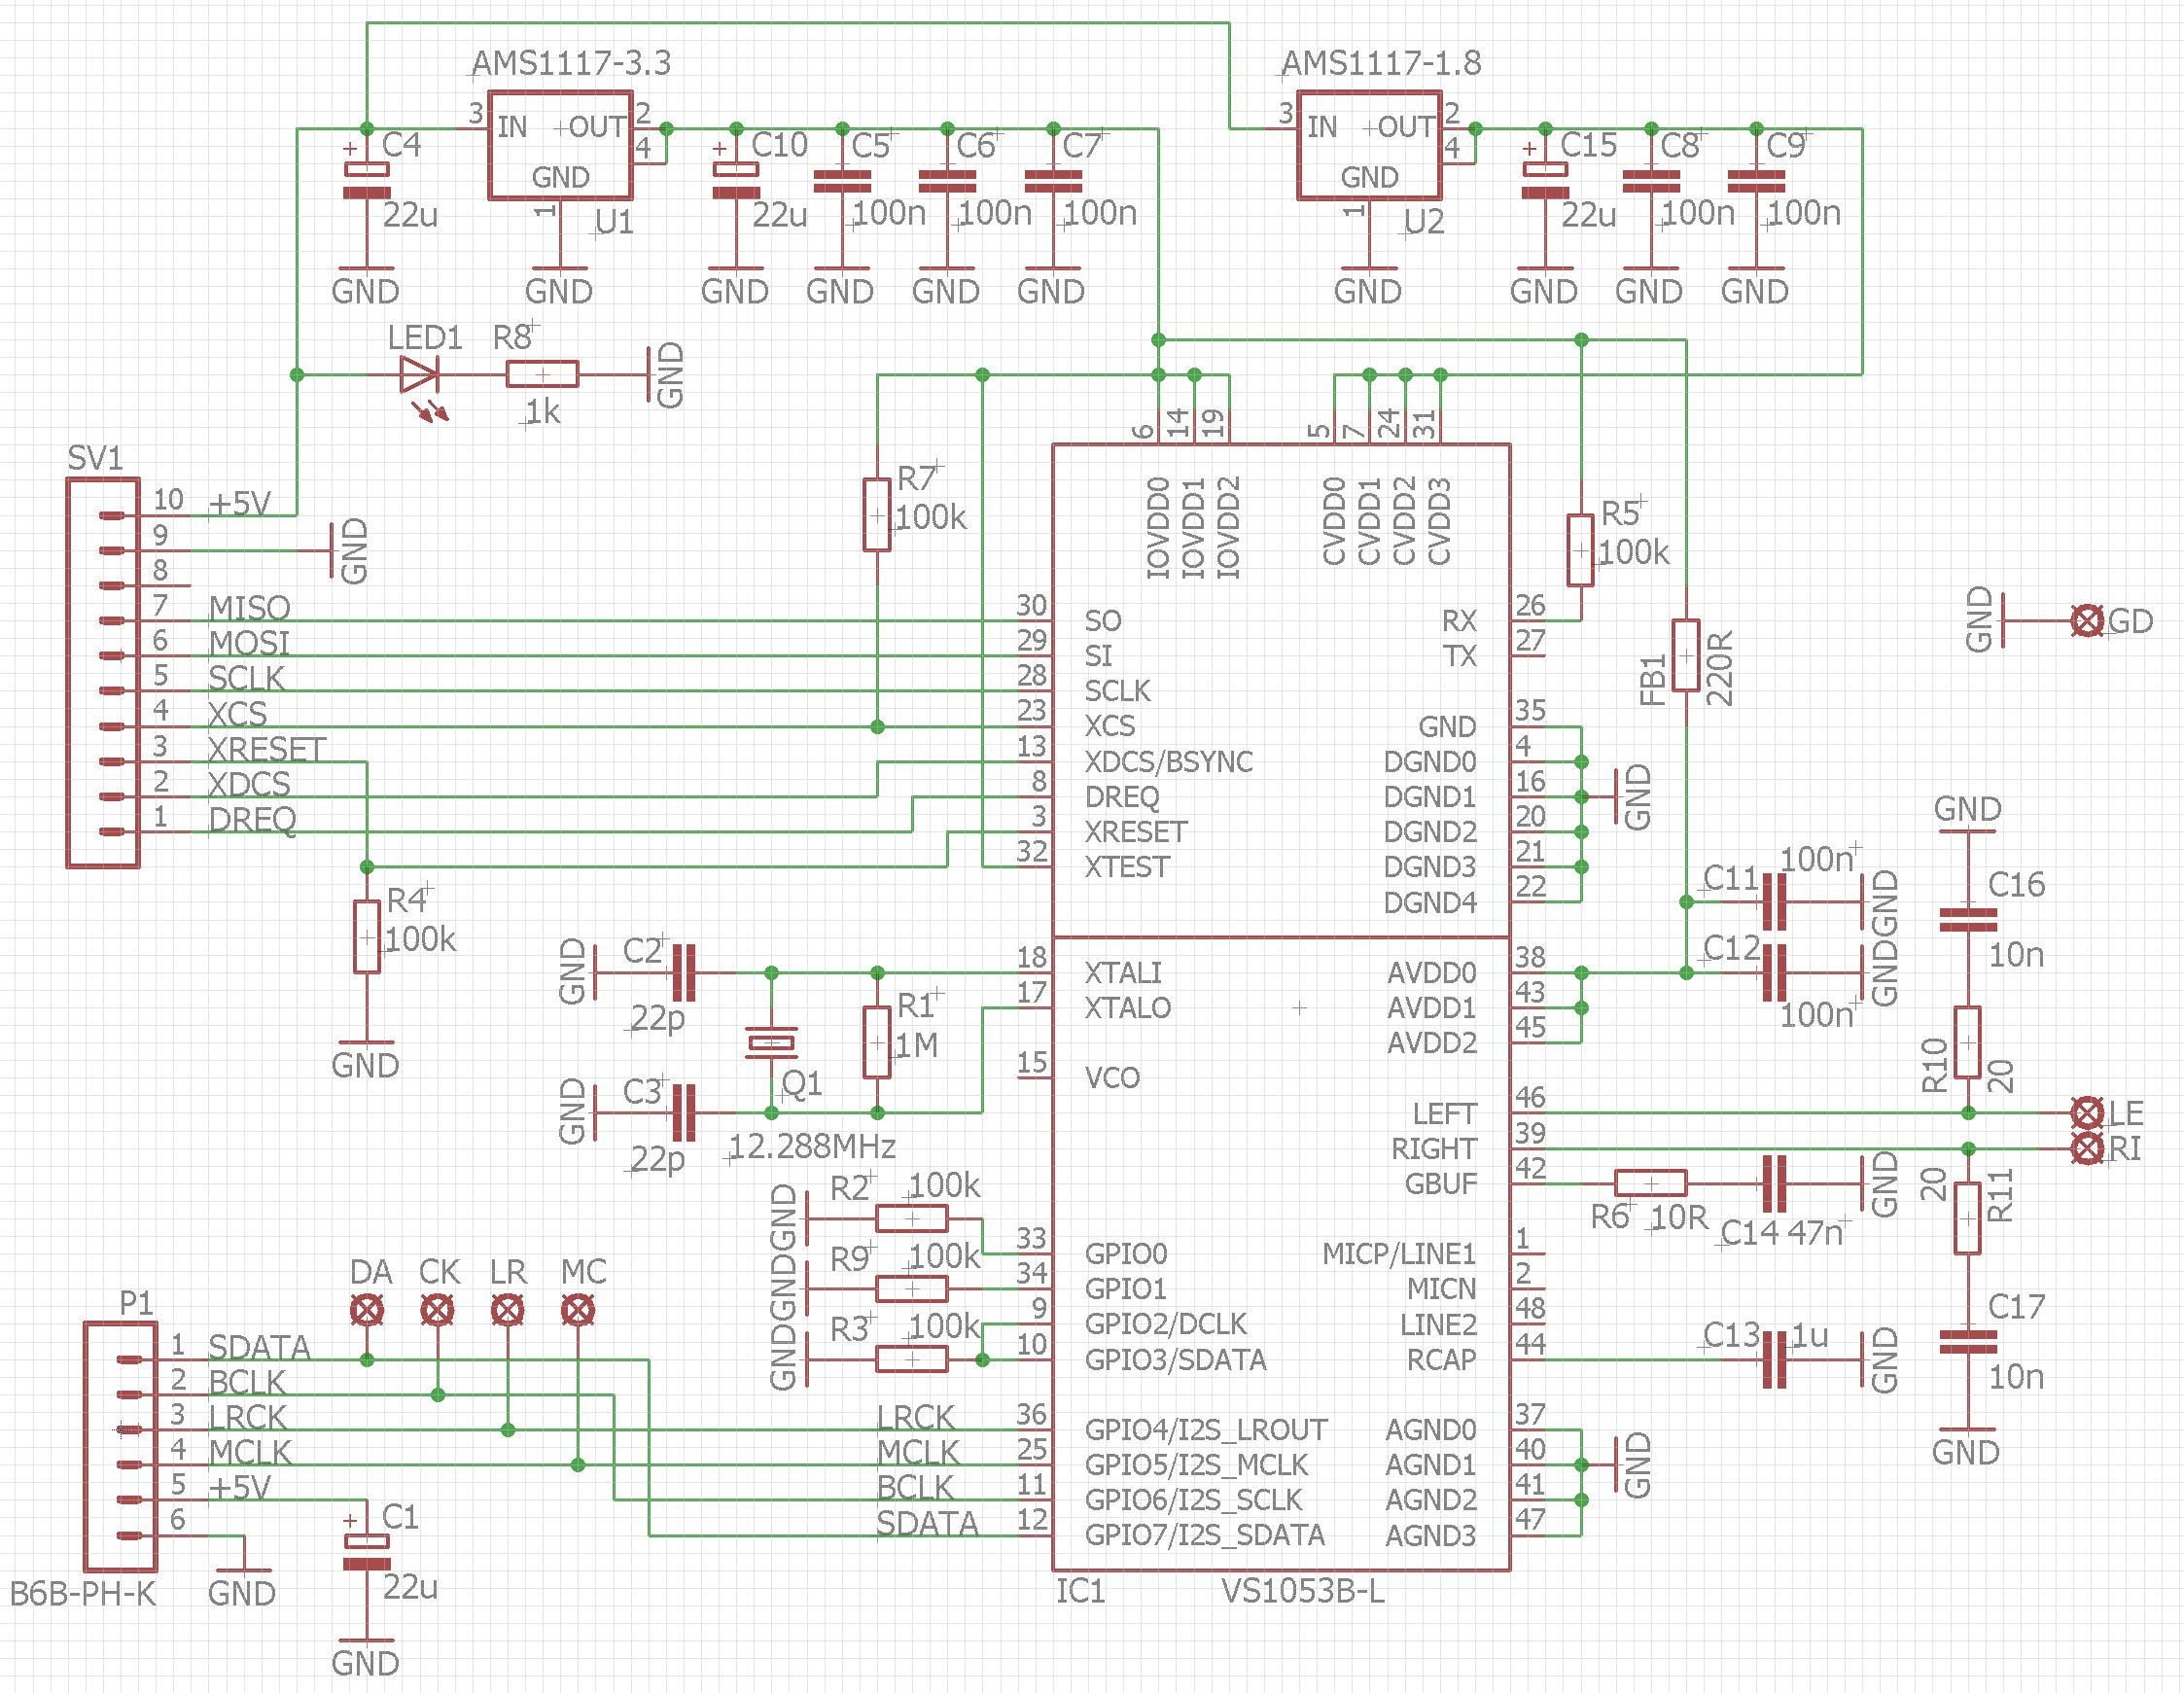 AMS1117-3.3
AMS1117-1.8
3 IN OUT 2
4
GND
1
U1
3 IN OUT 2
4
GND
1
U2
C4
22u
C10
22u
C5
100n
C6
100n
C7
100n
C15
22u
C8
100n
C9
100n
GND
GND
GND
GND
GND
GND
GND
GND
GND
GND
LED1
R8
1k
GND
SV1
10 +5V
9
GND
8
7 MISO
6 MOSI
5 SCLK
4 XCS
3 XRESET
2 XDCS
1 DREQ
R7
100k
R4
100k
GND
6 14 19 5 7 24 31
IOVDD0
IOVDD1
IOVDD2
CVDD0
CVDD1
CVDD2
CVDD3
R5
100k
FB1
220R
30 SO
29 SI
28 SCLK
23 XCS
13 XDCS/BSYNC
8 DREQ
3 XRESET
32 XTEST
RX 26
TX 27
GND 35
DGND0 4
DGND1 16
DGND2 20
DGND3 21
DGND4 22
GND
GND
GD
C11
100n
GND
C12
100n
GND
GND
C16
10n
R10
20
GND
C2
22p
GND
C3
22p
Q1
12.288MHz
R1
1M
18 XTALI
17 XTALO
15 VCO
AVDD0 38
AVDD1 43
AVDD2 45
LEFT 46
RIGHT 39
GBUF 42
LE
RI
R6
10R
C14
47n
GND
20
R11
C17
10n
GND
GND
R2
100k
GND
R9
100k
GND
R3
100k
33 GPIO0
34 GPIO1
9 GPIO2/DCLK
10 GPIO3/SDATA
MICP/LINE1 1
MICN 2
LINE2 48
RCAP 44
C13
1u
GND
DA CK LR MC
P1
1 SDATA
2 BCLK
3 LRCK
4 MCLK
5 +5V
6
B6B-PH-K
GND
C1
22u
GND
LRCK 36 GPIO4/I2S_LROUT
MCLK 25 GPIO5/I2S_MCLK
BCLK 11 GPIO6/I2S_SCLK
SDATA 12 GPIO7/I2S_SDATA
AGND0 37
AGND1 40
AGND2 41
AGND3 47
GND
IC1
VS1053B-L